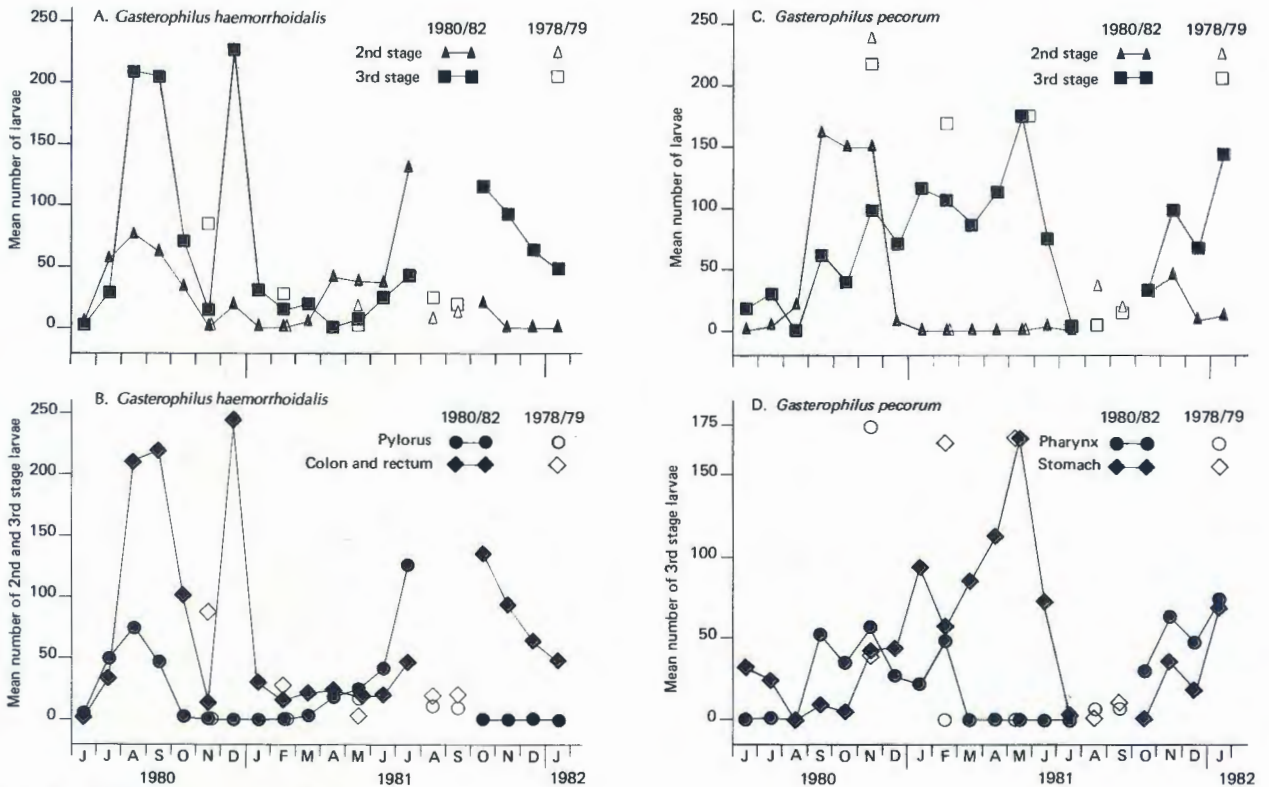 A. Gasterophilus haemorrhoidalis
1980/82 1978/79
2nd stage
3rd stage
Mean number of larvae
250
200
150
100
50
0
C. Gasterophilus pecorum
1980/82 1978/79
2nd stage
3rd stage
Mean number of larvae
250
200
150
100
50
0
B. Gasterophilus haemorrhoidalis
1980/82 1978/79
Pylorus
Colon and rectum
Mean number of 2nd and 3rd stage larvae
250
200
150
100
50
0
J J A S O N D J F M A M J J A S O N D J
1980 1981 1982
D. Gasterophilus pecorum
1980/82 1978/79
Pharynx
Stomach
Mean number of 3rd stage larvae
175
150
100
50
0
J J A S O N D J F M A M J J A S O N D J
1980 1981 1982